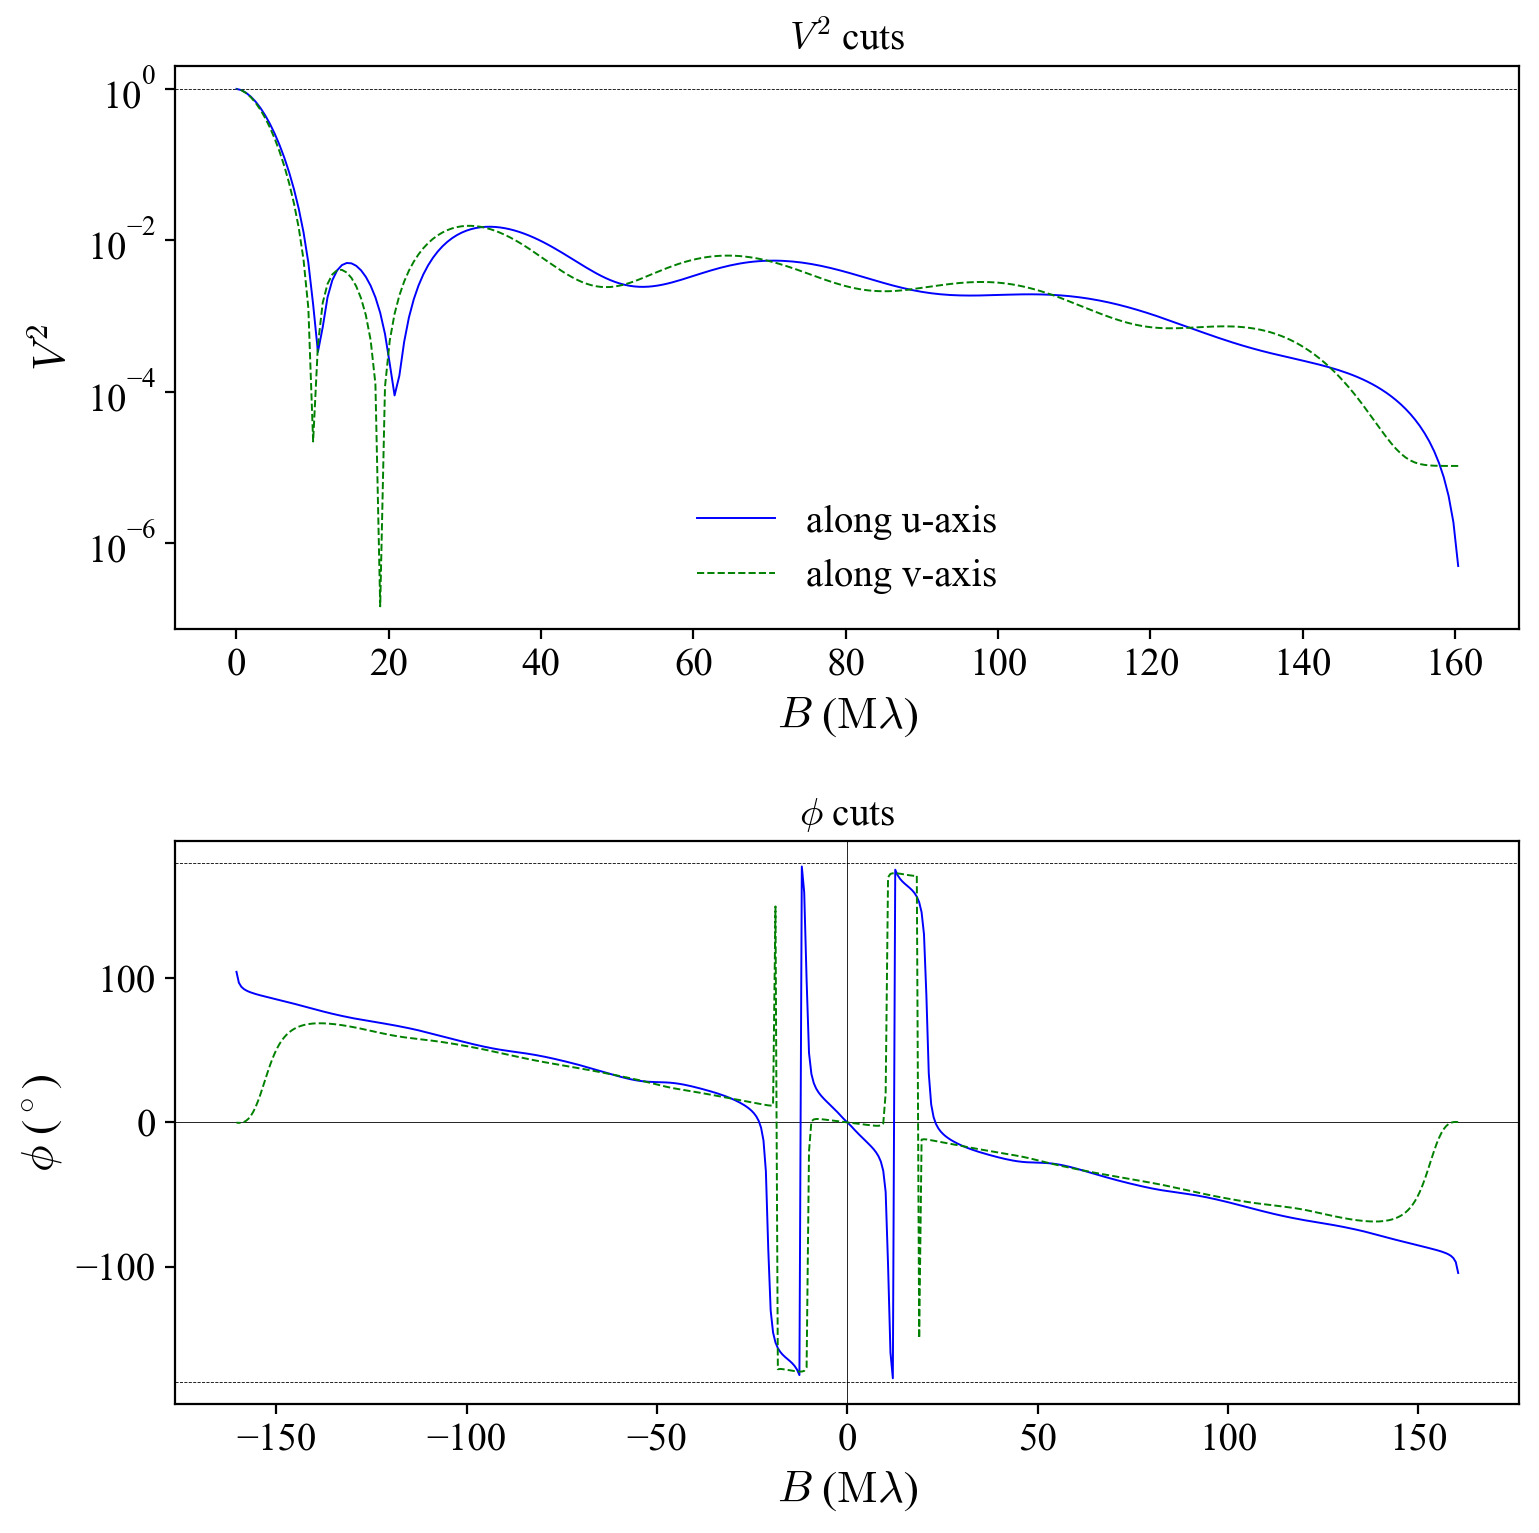 V² cuts
10⁰
10⁻²
10⁻⁴
10⁻⁶
V²
along u-axis
along v-axis
0 20 40 60 80 100 120 140 160
B (Mλ)
ϕ cuts
100
0
−100
ϕ (°)
−150 −100 −50 0 50 100 150
B (Mλ)